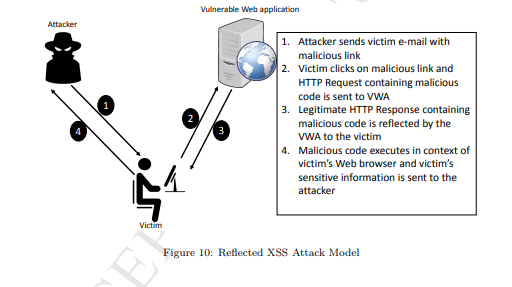 Vulnerable Web application
Attacker
1. Attacker sends victim e-mail with
malicious link
2. Victim clicks on malicious link and
HTTP Request containing malicious
code is sent to VWA
3. Legitimate HTTP Response containing
malicious code is reflected by the
VWA to the victim
4. Malicious code executes in context of
victim's Web browser and victim's
sensitive information is sent to the
attacker
1
2
4
3
Victim
Figure 10: Reflected XSS Attack Model